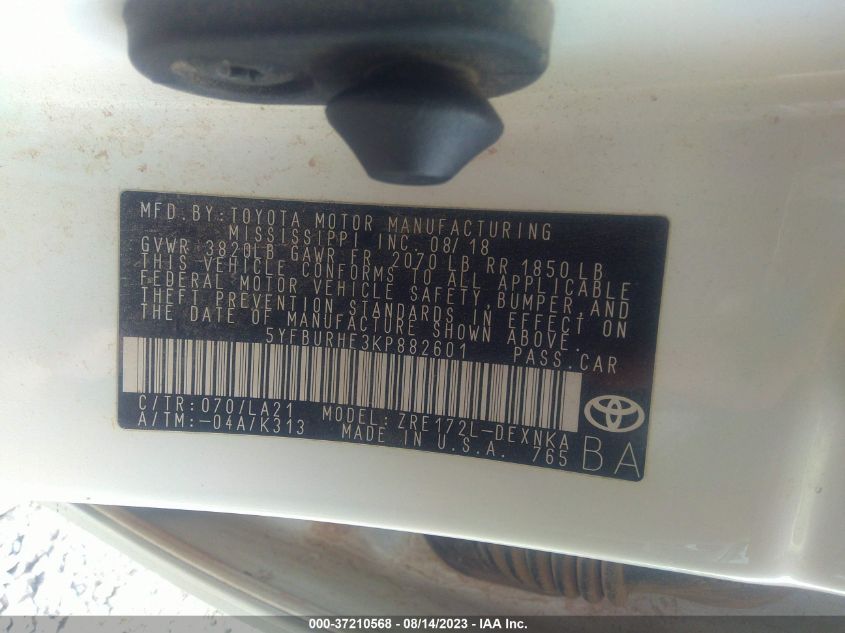 MFD. BY: TOYOTA MOTOR MANUFACTURING
MISSISSIPPI INC. 08/18
GVWR 3820LB GAWR FR 2070 LB RR 1850 LB
THIS VEHICLE CONFORMS TO ALL APPLICABLE
FEDERAL MOTOR VEHICLE SAFETY, BUMPER, AND
THEFT PREVENTION STANDARDS IN EFFECT ON
THE DATE OF MANUFACTURE SHOWN ABOVE.
5YFBURHE3KP882601 PASS. CAR
C/TR: 070/LA21 MODEL: ZRE172L-DEXNKA
A/TM: -04A/K313 MADE IN U.S.A. 765
BA
000-37210568 - 08/14/2023 - IAA Inc.